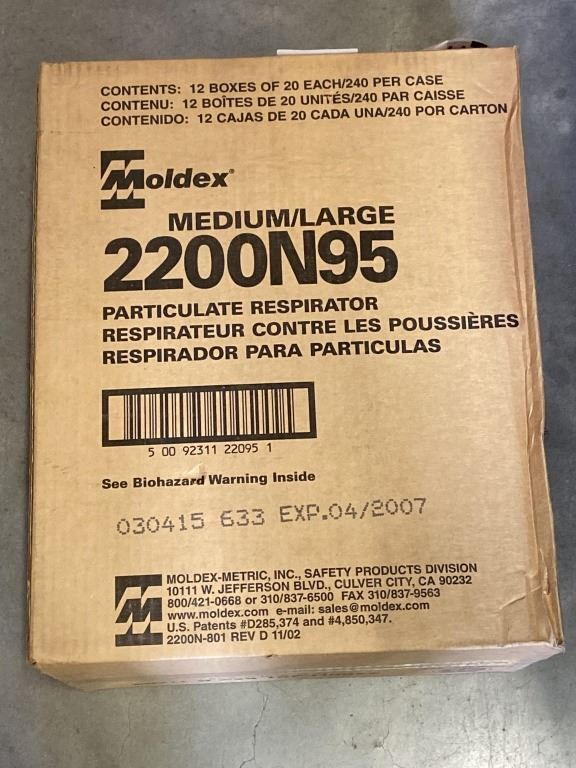 CONTENTS: 12 BOXES OF 20 EACH/240 PER CASE
CONTENU: 12 BOÎTES DE 20 UNITÉS/240 PAR CAISSE
CONTENIDO: 12 CAJAS DE 20 CADA UNA/240 POR CARTON
Moldex®
MEDIUM/LARGE
2200N95
PARTICULATE RESPIRATOR
RESPIRATEUR CONTRE LES POUSSIÈRES
RESPIRADOR PARA PARTICULAS
5 00 92311 22095 1
See Biohazard Warning Inside
030415 633 EXP.04/2007
MOLDEX-METRIC, INC., SAFETY PRODUCTS DIVISION
10111 W. JEFFERSON BLVD., CULVER CITY, CA 90232
800/421-0668 or 310/837-6500 FAX 310/837-9563
www.moldex.com e-mail: sales@moldex.com
U.S. Patents #D285,374 and #4,850,347.
2200N-801 REV D 11/02